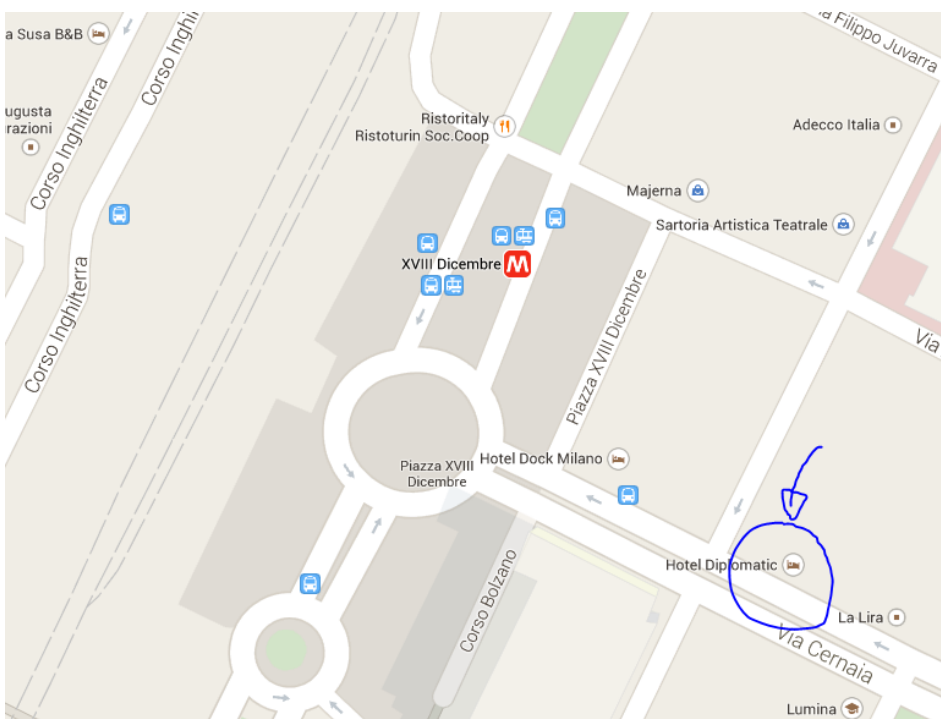 a Susa B&B
Corso Inghi
a Filippo Juvarra
ugusta
razioni
Corso Inghilterra
Ristoritaly
Ristoturin Soc.Coop
Adecco Italia
Majerna
Sartoria Artistica Teatrale
XVIII Dicembre
M
Corso Inghilterra
Piazza XVIII Dicembre
Via
Piazza XVIII
Dicembre
Hotel Dock Milano
Corso Bolzano
Hotel Diplomatic
La Lira
Via Cernaia
Lumina